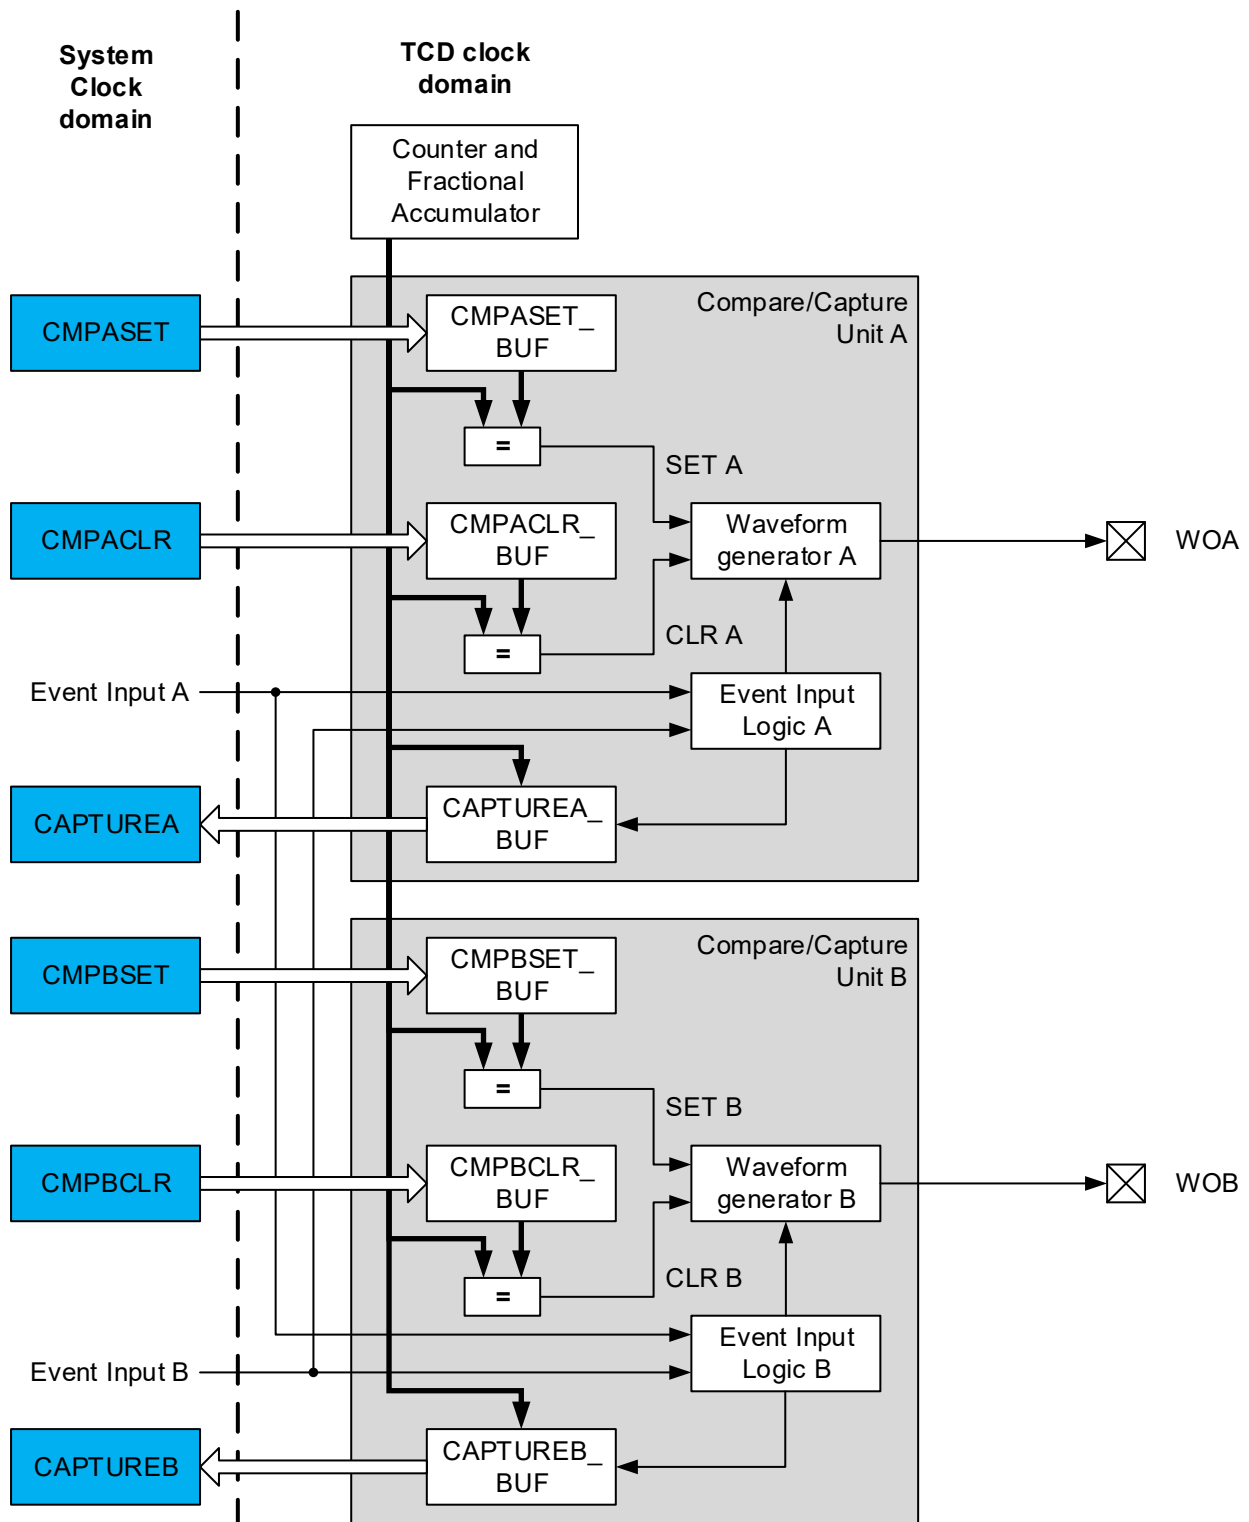 System
Clock
domain
TCD clock
domain
Counter and
Fractional
Accumulator
Compare/Capture
Unit A
CMPASET
CMPASET_
BUF
=
SET A
CMPACLR
CMPACLR_
BUF
Waveform
generator A
WOA
=
CLR A
Event Input A
Event Input
Logic A
CAPTUREA
CAPTUREA_
BUF
Compare/Capture
Unit B
CMPBSET
CMPBSET_
BUF
=
SET B
CMPBCLR
CMPBCLR_
BUF
Waveform
generator B
WOB
=
CLR B
Event Input B
Event Input
Logic B
CAPTUREB
CAPTUREB_
BUF